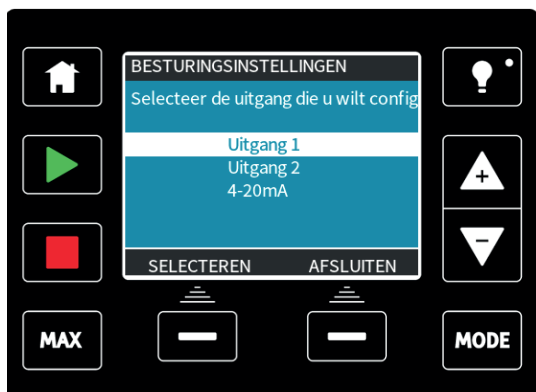 BESTURINGSINSTELLINGEN
Selecteer de uitgang die u wilt config
Uitgang 1
Uitgang 2
4-20mA
SELECTEREN AFSLUITEN
MAX
MODE